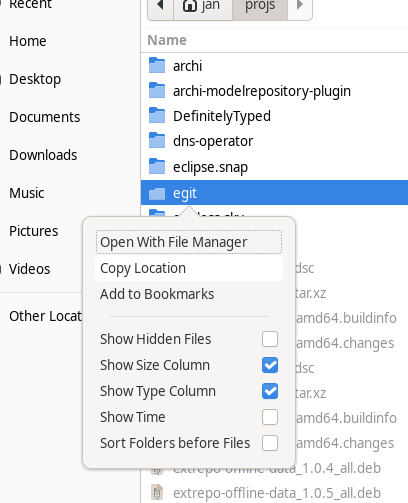 Recent
jan
projs
Home
Name
archi
Desktop
archi-modelrepository-plugin
Documents
DefinitelyTyped
dns-operator
Downloads
eclipse.snap
Music
egit
Pictures
Open With File Manager
Videos
Copy Location
dsc
Add to Bookmarks
tar.xz
Other Locat
amd64.buildinfo
Show Hidden Files
amd64.changes
Show Size Column
dsc
Show Type Column
tar.xz
Show Time
amd64.buildinfo
Sort Folders before Files
amd64.changes
extrepo-offline-data_1.0.4_all.deb
extrepo-offline-data_1.0.5_all.deb